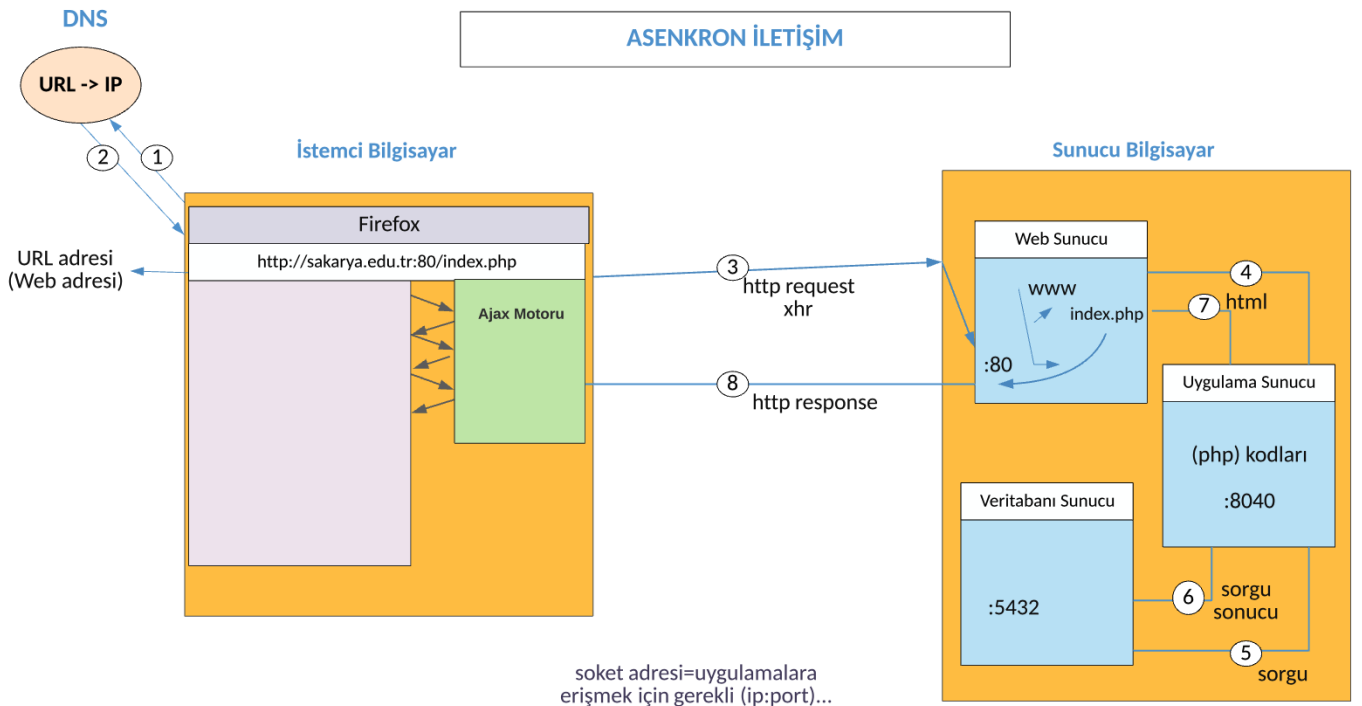 DNS
ASENKRON İLETİŞİM
URL -> IP
2
1
İstemci Bilgisayar
Sunucu Bilgisayar
Firefox
http://sakarya.edu.tr:80/index.php
URL adresi
(Web adresi)
Ajax Motoru
3
http request
xhr
8
http response
Web Sunucu
www
index.php
:80
4
html
7
Uygulama Sunucu
(php) kodları
:8040
Veritabanı Sunucu
:5432
6
sorgu
sonucu
5
sorgu
soket adresi=uygulamalara
erişmek için gerekli (ip:port)...